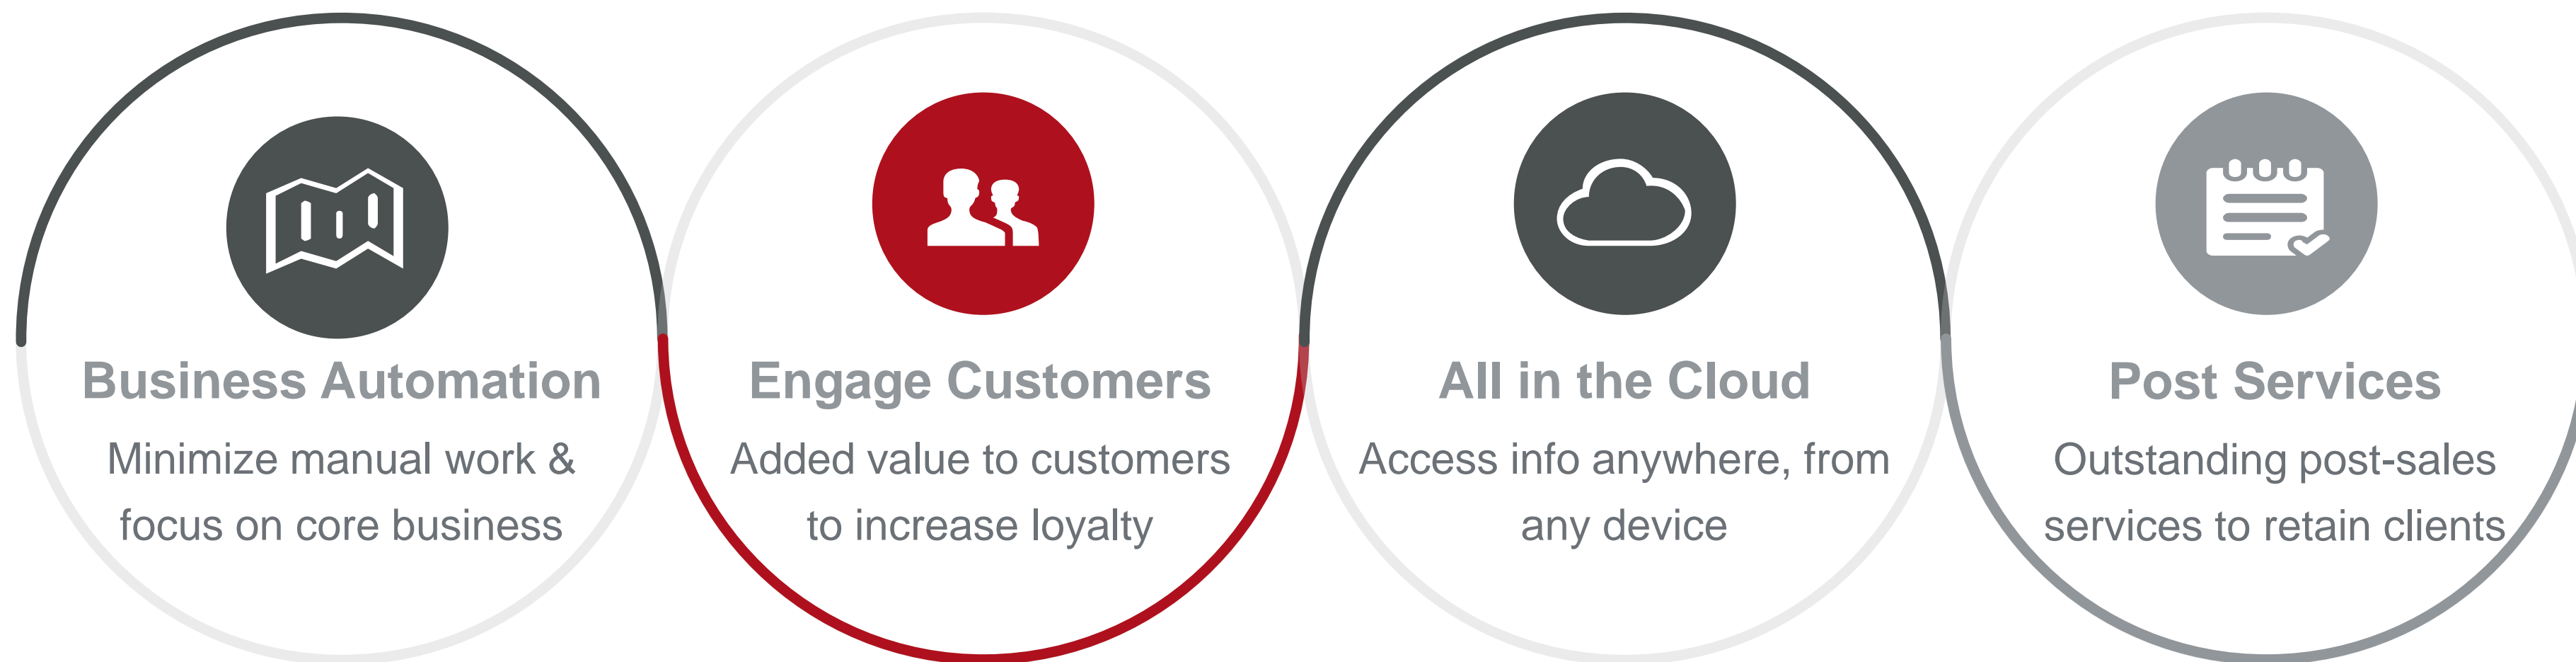 Business Automation
Minimize manual work &
focus on core business
Engage Customers
Added value to customers
to increase loyalty
All in the Cloud
Access info anywhere, from
any device
Post Services
Outstanding post-sales
services to retain clients